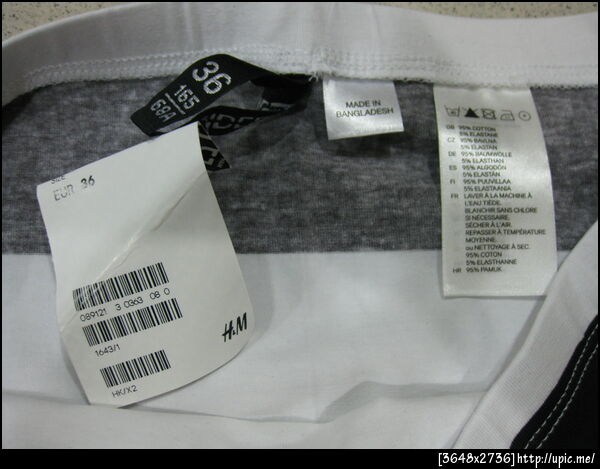 36
165
68A
MADE IN
BANGLADESH
GB 95% COTTON
5% ELASTANE
CZ 95% BAVLNA
5% ELASTAN
DE 95% BAUMWOLLE
5% ELASTHAN
ES 95% ALGODÓN
5% ELASTÁN
FI 95% PUUVILLAA
5% ELASTAANIA
FR LAVER À LA MACHINE À
L'EAU TIÈDE.
BLANCHIR SANS CHLORE
SI NÉCESSAIRE.
SÉCHER À L'AIR.
REPASSER À TEMPÉRATURE
MOYENNE.
ou NETTOYAGE À SEC.
95% COTON
5% ELASTHANNE
HR 95% PAMUK
SIZE
EUR 36
089121 3 0363 08 0
1643/1
H&M
HK/X2
[3648x2736]http://upic.me/